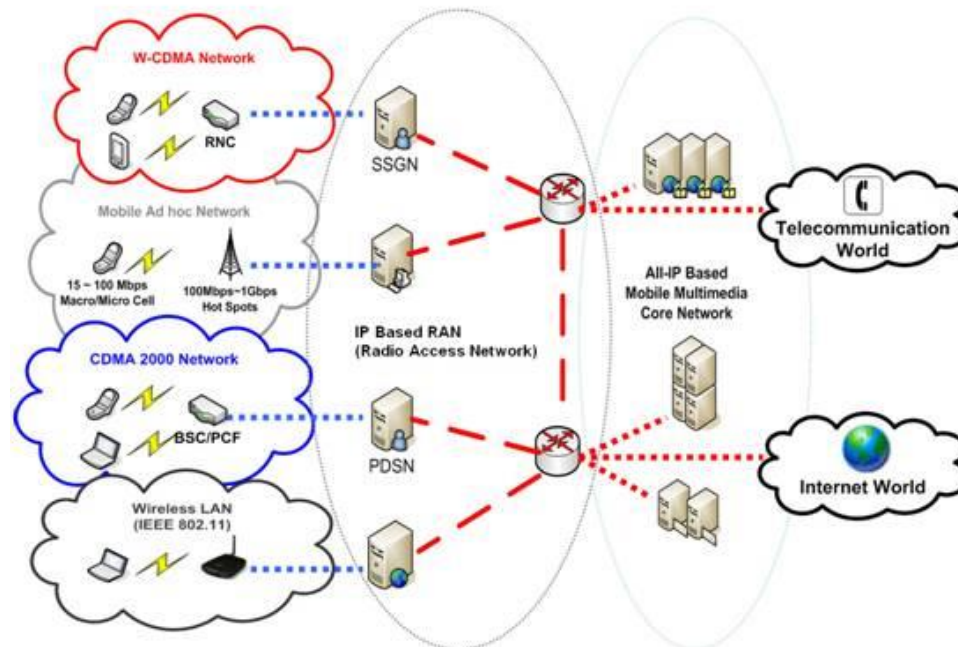 W-CDMA Network
RNC
SSGN
Mobile Ad hoc Network
15 ~ 100 Mbps
Macro/Micro Cell
100Mbps~1Gbps
Hot Spots
IP Based RAN
(Radio Access Network)
CDMA 2000 Network
BSC/PCF
PDSN
Wireless LAN
(IEEE 802.11)
All-IP Based
Mobile Multimedia
Core Network
Telecommunication
World
Internet World